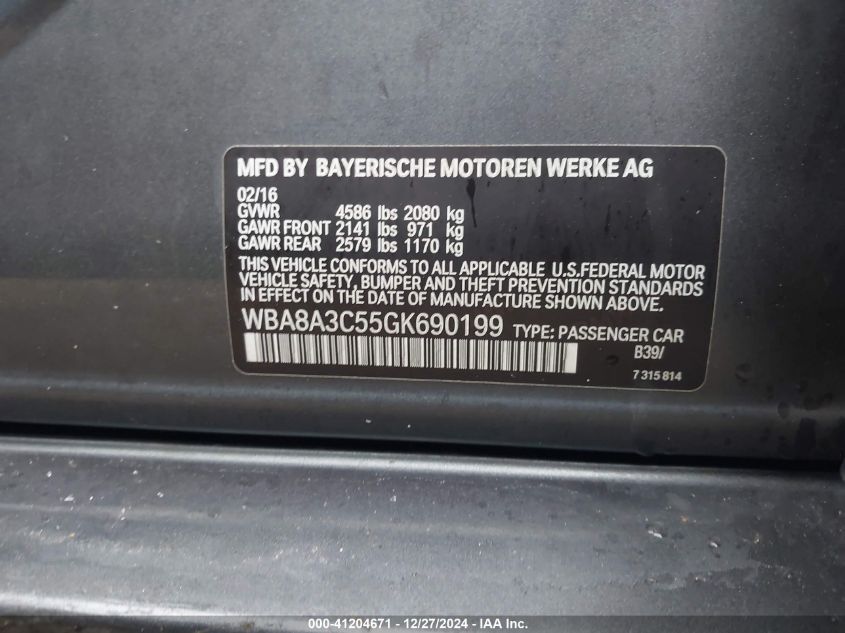 MFD BY BAYERISCHE MOTOREN WERKE AG
02/16
GVWR 4586 lbs 2080 kg
GAWR FRONT 2141 lbs 971 kg
GAWR REAR 2579 lbs 1170 kg
THIS VEHICLE CONFORMS TO ALL APPLICABLE U.S.FEDERAL MOTOR
VEHICLE SAFETY, BUMPER AND THEFT PREVENTION STANDARDS
IN EFFECT ON THE DATE OF MANUFACTURE SHOWN ABOVE.
WBA8A3C55GK690199 TYPE: PASSENGER CAR
B39/
7 315 814
000-41204671 - 12/27/2024 - IAA Inc.